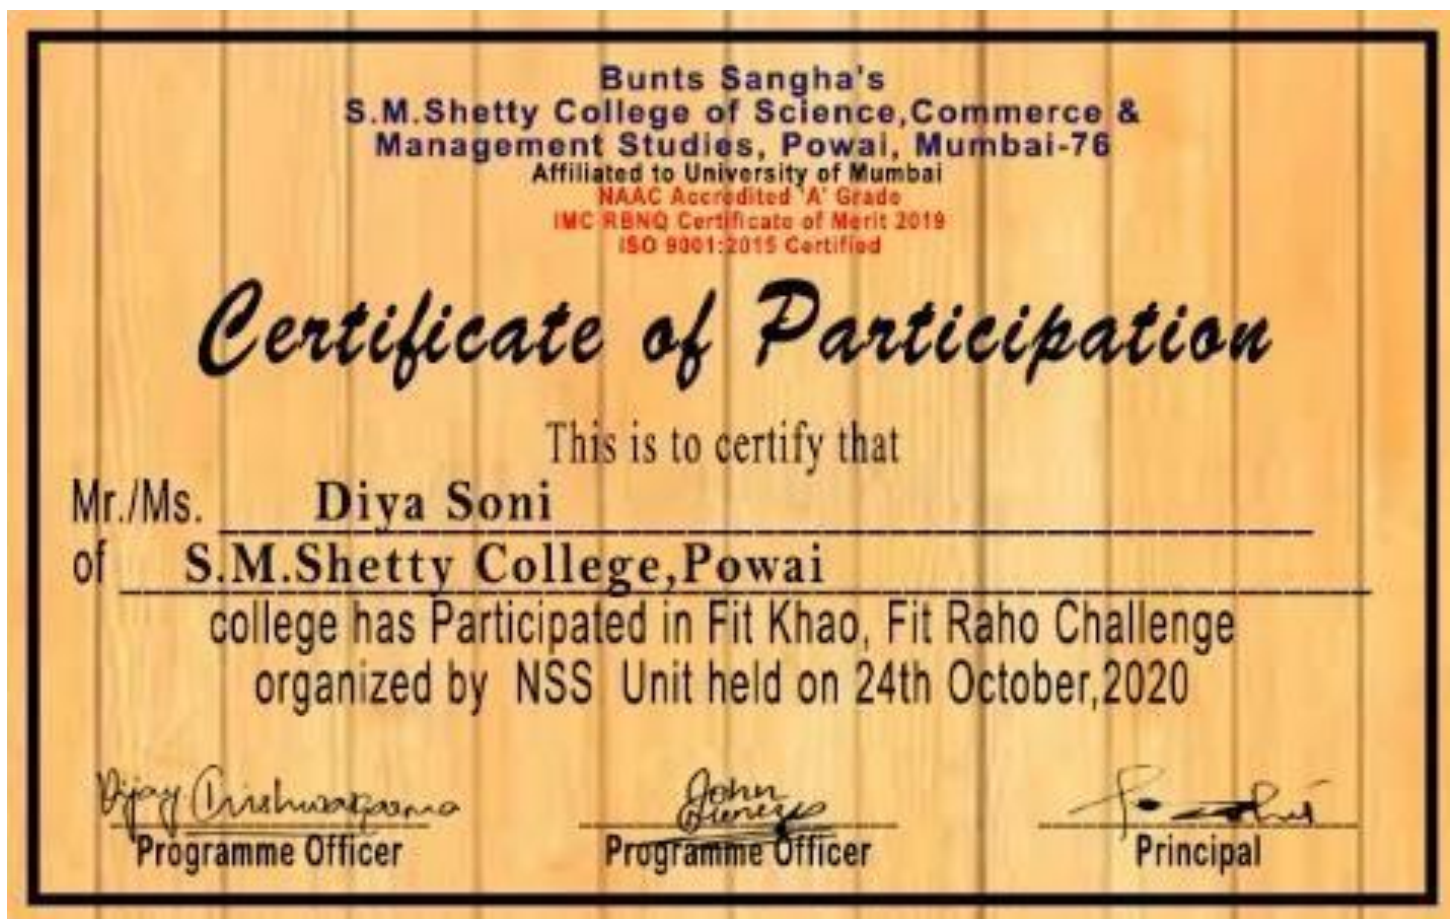 Bunts Sangha's
S.M.Shetty College of Science,Commerce &
Management Studies, Powai, Mumbai-76
Affiliated to University of Mumbai
NAAC Accredited 'A' Grade
IMC RBNQ Certificate of Merit 2019
ISO 9001:2015 Certified
Certificate of Participation
This is to certify that
Mr./Ms. Diya Soni
of S.M.Shetty College,Powai
college has Participated in Fit Khao, Fit Raho Challenge
organized by NSS Unit held on 24th October,2020
Vijay John
Programme Officer Programme Officer Principal